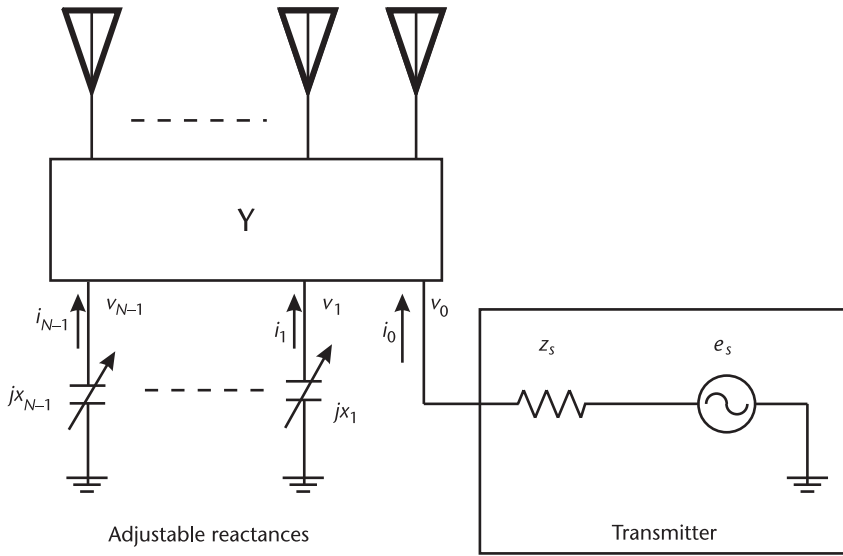 Y
i_{N–1} v_{N–1} i_1 v_1 i_0 v_0
z_s e_s
jx_{N–1} jx_1
Adjustable reactances Transmitter